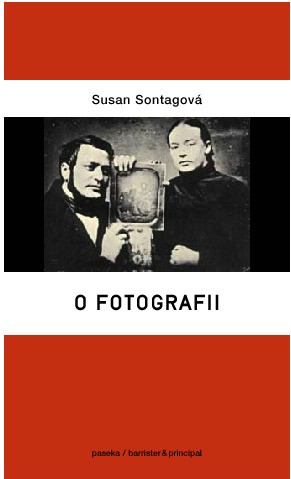 Susan Sontagová
O FOTOGRAFII
paseka / barrister & principal